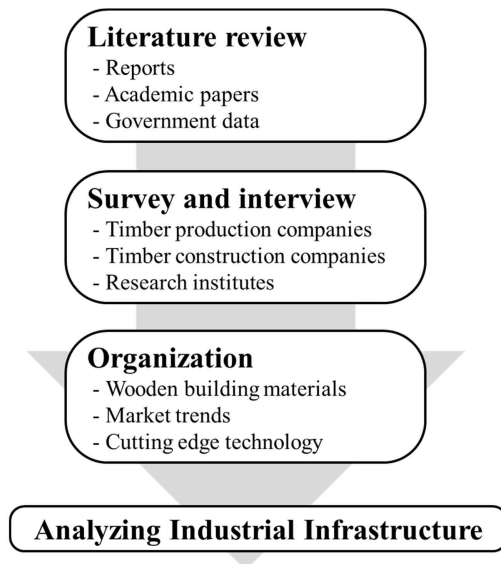 Literature review
- Reports
- Academic papers
- Government data
Survey and interview
- Timber production companies
- Timber construction companies
- Research institutes
Organization
- Wooden building materials
- Market trends
- Cutting edge technology
Analyzing Industrial Infrastructure